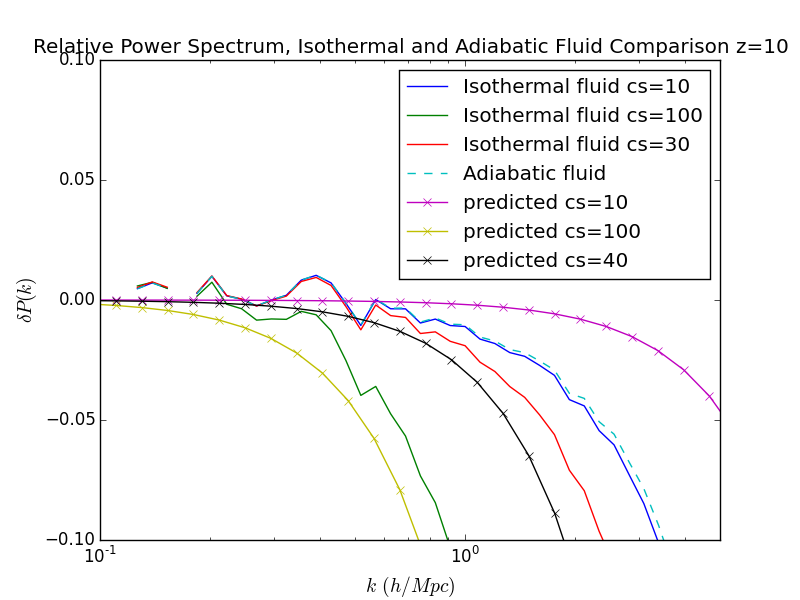 Relative Power Spectrum, Isothermal and Adiabatic Fluid Comparison z=10
Isothermal fluid cs=10
Isothermal fluid cs=100
Isothermal fluid cs=30
Adiabatic fluid
predicted cs=10
predicted cs=100
predicted cs=40
0.10
0.05
0.00
−0.05
−0.10
δP(k)
10⁻¹
10⁰
k (h/Mpc)